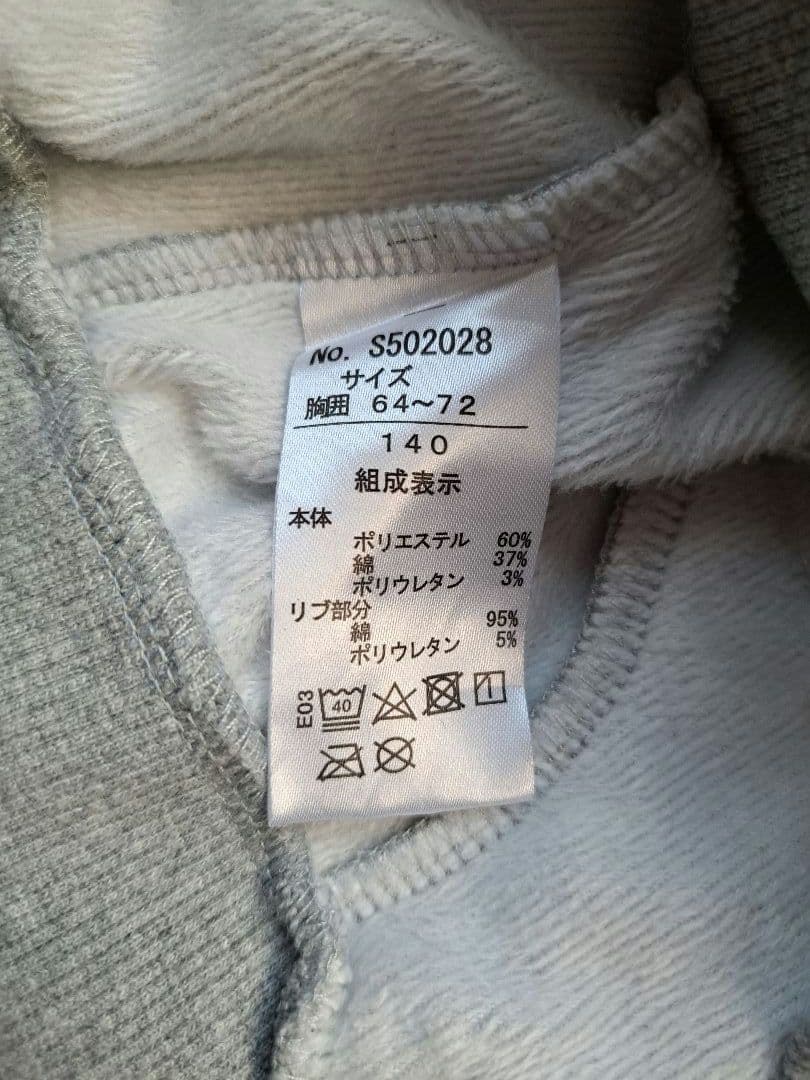 No. S502028
サイズ
胸囲 64～72
140
組成表示
本体
ポリエステル 60%
綿 37%
ポリウレタン 3%
リブ部分
綿 95%
ポリウレタン 5%
E03 40